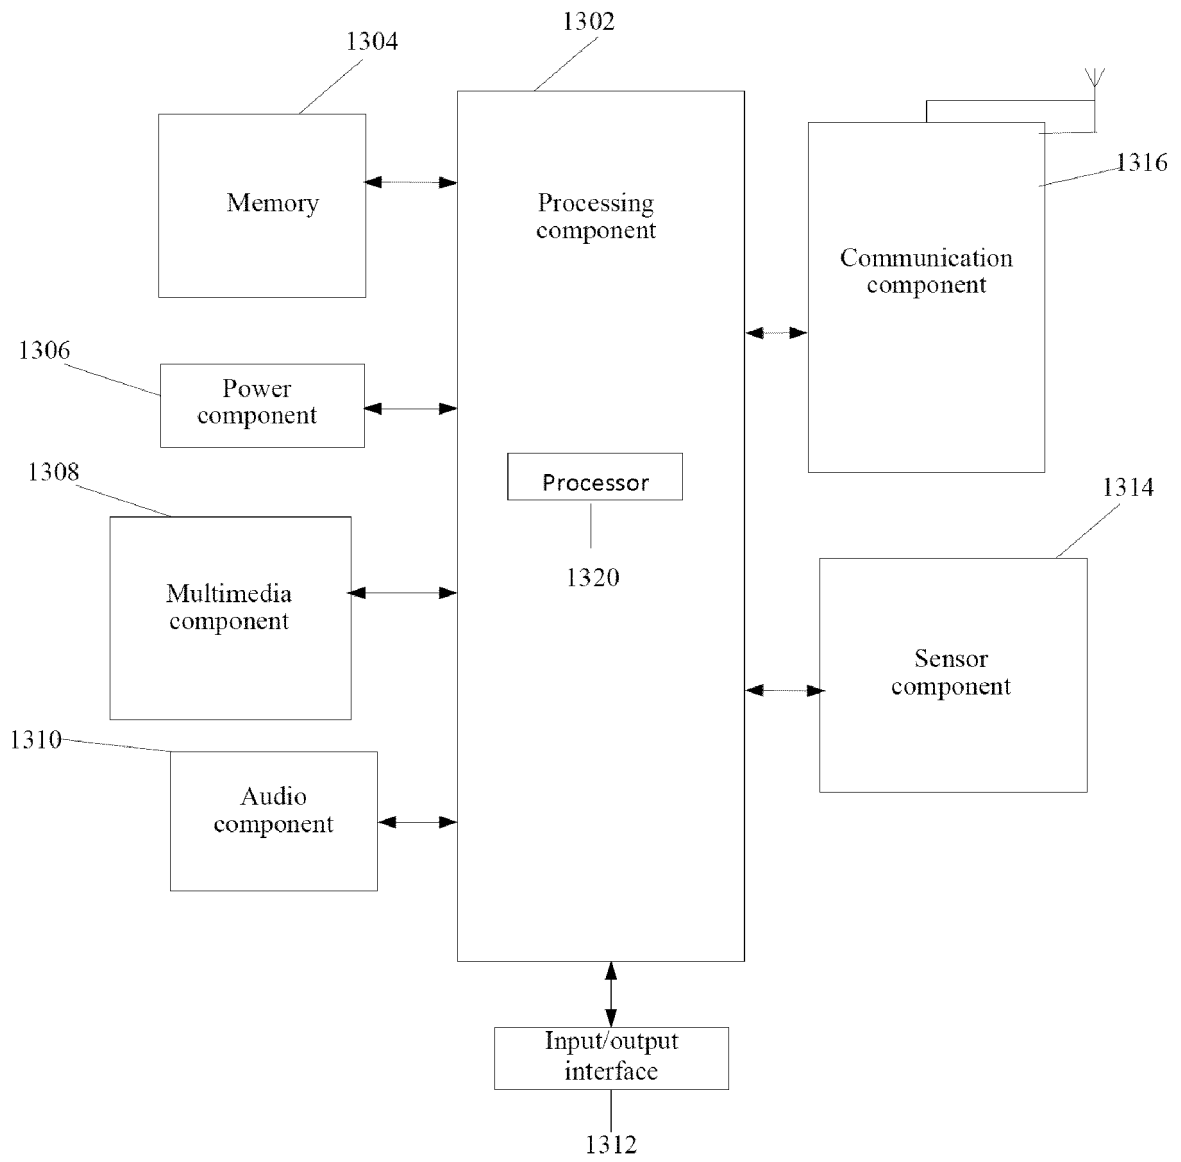 1302
1304
Memory
Processing
component
1316
Communication
component
1306
Power
component
1308
Processor
1314
1320
Multimedia
component
Sensor
component
1310
Audio
component
Input/output
interface
1312